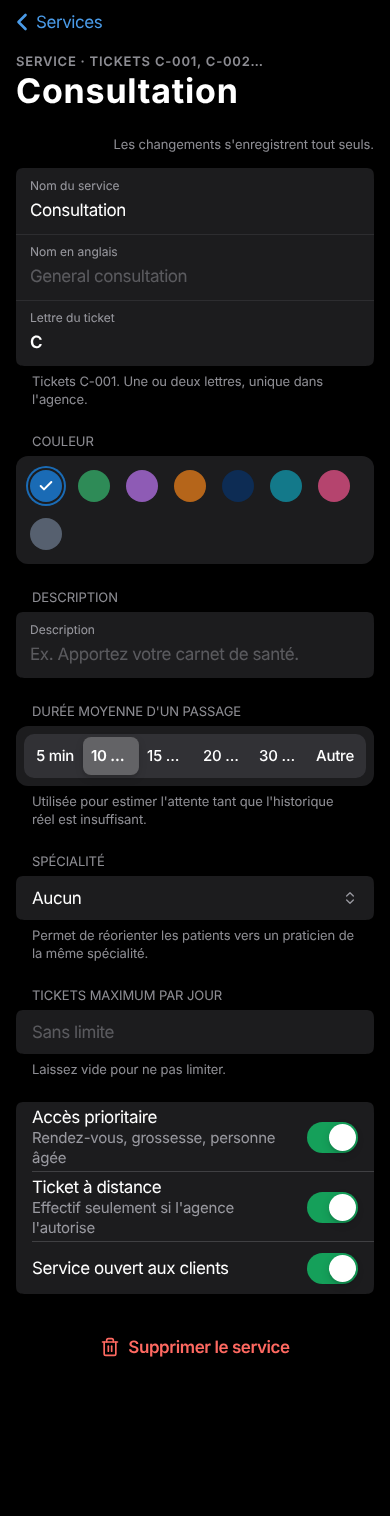 Services
SERVICE · TICKETS C-001, C-002…
Consultation
Les changements s'enregistrent tout seuls.
Nom du service
Consultation
Nom en anglais
General consultation
Lettre du ticket
C
Tickets C-001. Une ou deux lettres, unique dans
l'agence.
COULEUR
DESCRIPTION
Description
Ex. Apportez votre carnet de santé.
DURÉE MOYENNE D'UN PASSAGE
5 min 10 … 15 … 20 … 30 … Autre
Utilisée pour estimer l'attente tant que l'historique
réel est insuffisant.
SPÉCIALITÉ
Aucun
Permet de réorienter les patients vers un praticien de
la même spécialité.
TICKETS MAXIMUM PAR JOUR
Sans limite
Laissez vide pour ne pas limiter.
Accès prioritaire
Rendez-vous, grossesse, personne
âgée
Ticket à distance
Effectif seulement si l'agence
l'autorise
Service ouvert aux clients
Supprimer le service